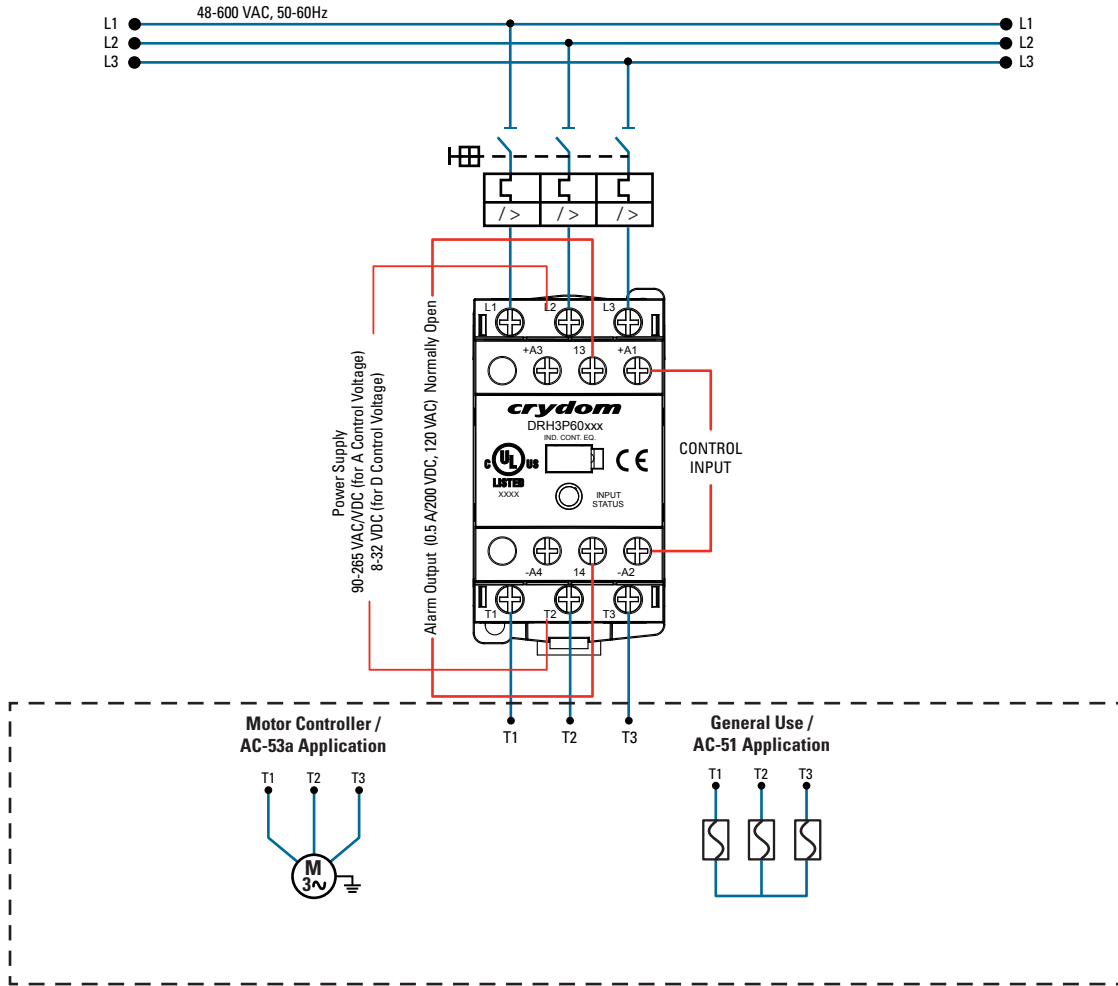 48-600 VAC, 50-60Hz
L1
L1
L2
L2
L3
L3
/ >
/ >
/ >
Power Supply
90-265 VAC/VDC (for A Control Voltage)
8-32 VDC (for D Control Voltage)
Alarm Output (0.5 A/200 VDC, 120 VAC) Normally Open
L1
L2
L3
+A3
13
+A1
crydom
DRH3P60xxx
IND. CONT. EQ.
C UL US
LISTED
XXXX
CE
INPUT
STATUS
CONTROL
INPUT
-A4
14
-A2
T1
T2
T3
T1
T2
T3
Motor Controller /
AC-53a Application
T1
T2
T3
M
3~
General Use /
AC-51 Application
T1
T2
T3